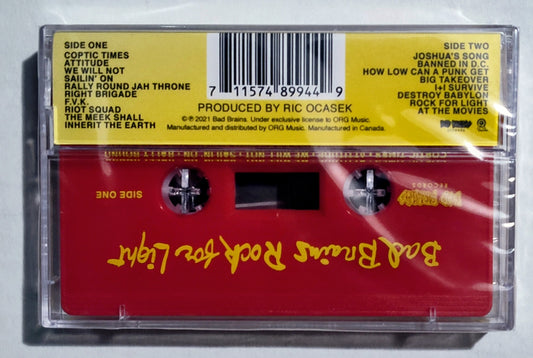 SIDE ONE
COPTIC TIMES
ATTITUDE
WE WILL NOT
SAILIN' ON
RALLY ROUND JAH THRONE
RIGHT BRIGADE
F.V.K.
RIOT SQUAD
THE MEEK SHALL
INHERIT THE EARTH
7 11574 89944 9
PRODUCED BY RIC OCASEK
©℗ 2021 Bad Brains. Under exclusive license to ORG Music.
Manufactured and distributed by ORG Music. Manufactured in Canada.
SIDE TWO
JOSHUA'S SONG
BANNED IN D.C.
HOW LOW CAN A PUNK GET
BIG TAKEOVER
I+I SURVIVE
DESTROY BABYLON
ROCK FOR LIGHT
AT THE MOVIES
SIDE ONE
BAD BRAINS
RECORDS
Bad Brains Rock for Light